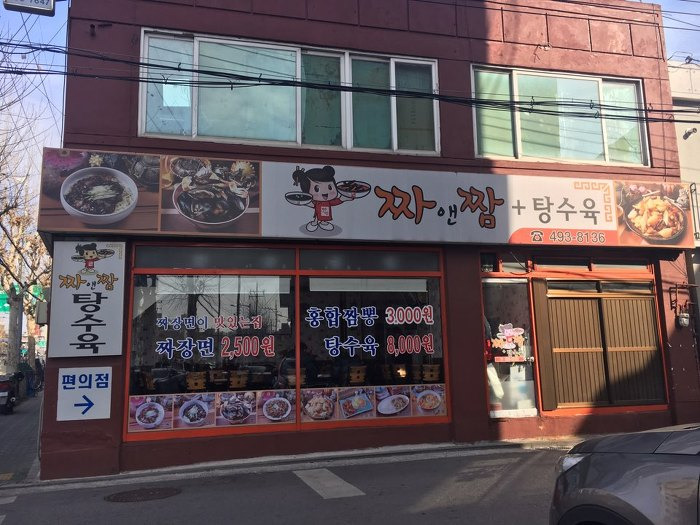 7647
짜앤짬+탕수육
☎ 493-8136
짜앤짬
탕수육
편의점
→
짜장면이 맛있는집
짜장면 2,500원
홍합짬뽕 3,000원
탕수육 8,000원